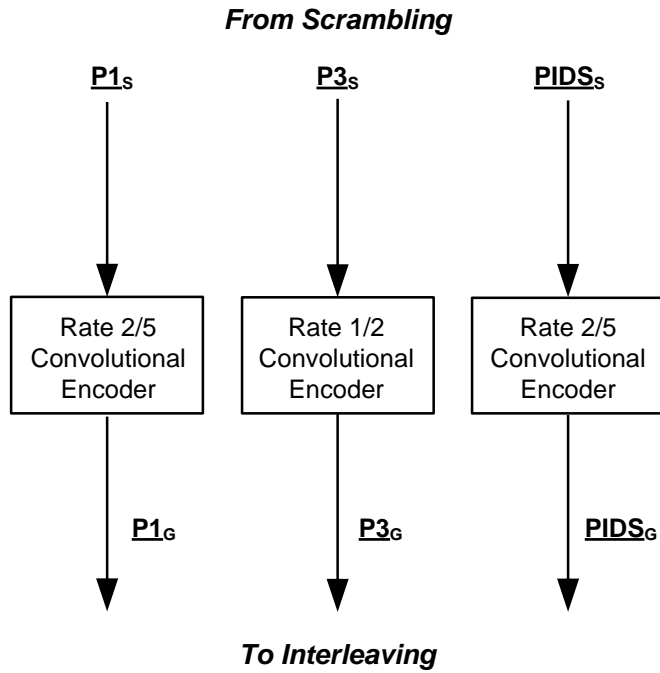 From Scrambling
P1S P3S PIDSS
Rate 2/5 Rate 1/2 Rate 2/5
Convolutional Convolutional Convolutional
Encoder Encoder Encoder
P1G P3G PIDSG
To Interleaving